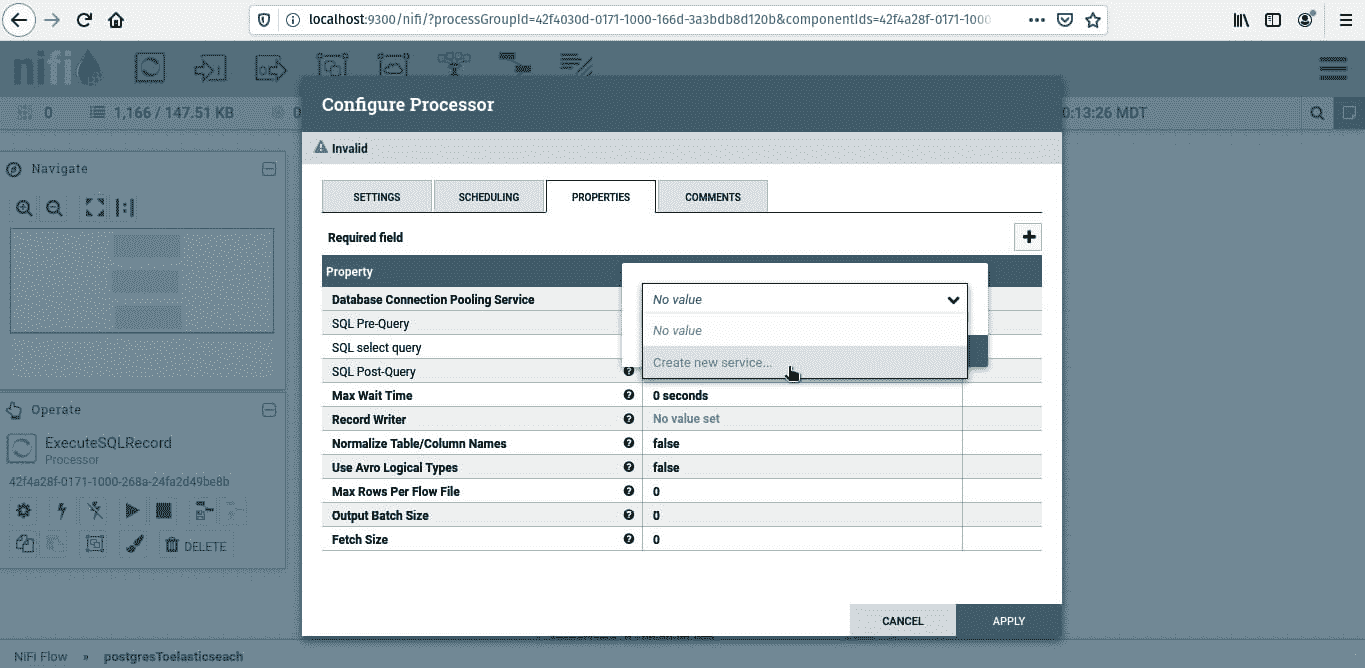 localhost:9300/nifi/?processGroupId=42f4030d-0171-1000-166d-3a3bdb8d120b&componentIds=42f4a28f-0171-1000
nifi
0 1,166 / 147.51 KB 0:13:26 MDT
Configure Processor
Invalid
Navigate
SETTINGS SCHEDULING PROPERTIES COMMENTS
Required field
Property
Database Connection Pooling Service No value
SQL Pre-Query No value
SQL select query
Create new service...
SQL Post-Query
Max Wait Time 0 seconds
Record Writer No value set
Normalize Table/Column Names false
Use Avro Logical Types false
Max Rows Per Flow File 0
Output Batch Size 0
Fetch Size 0
Operate
ExecuteSQLRecord
Processor
42f4a28f-0171-1000-268a-24fa2d49be8b
DELETE
CANCEL APPLY
NiFi Flow » postgresToelasticseach